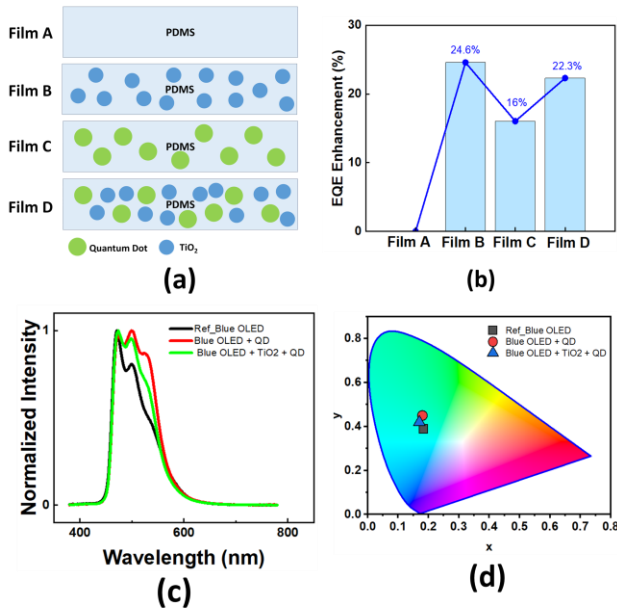 Film A
PDMS
Film B
PDMS
Film C
PDMS
Film D
PDMS
Quantum Dot
TiO₂
(a)
EQE Enhancement (%)
30
20
10
0
24.6%
16%
22.3%
Film A Film B Film C Film D
(b)
Normalized Intensity
1
0
Ref_Blue OLED
Blue OLED + QD
Blue OLED + TiO2 + QD
400 600 800
Wavelength (nm)
(c)
y
0.8
0.6
0.4
0.2
0.0
Ref_Blue OLED
Blue OLED + QD
Blue OLED + TiO2 + QD
0.0 0.1 0.2 0.3 0.4 0.5 0.6 0.7 0.8
x
(d)